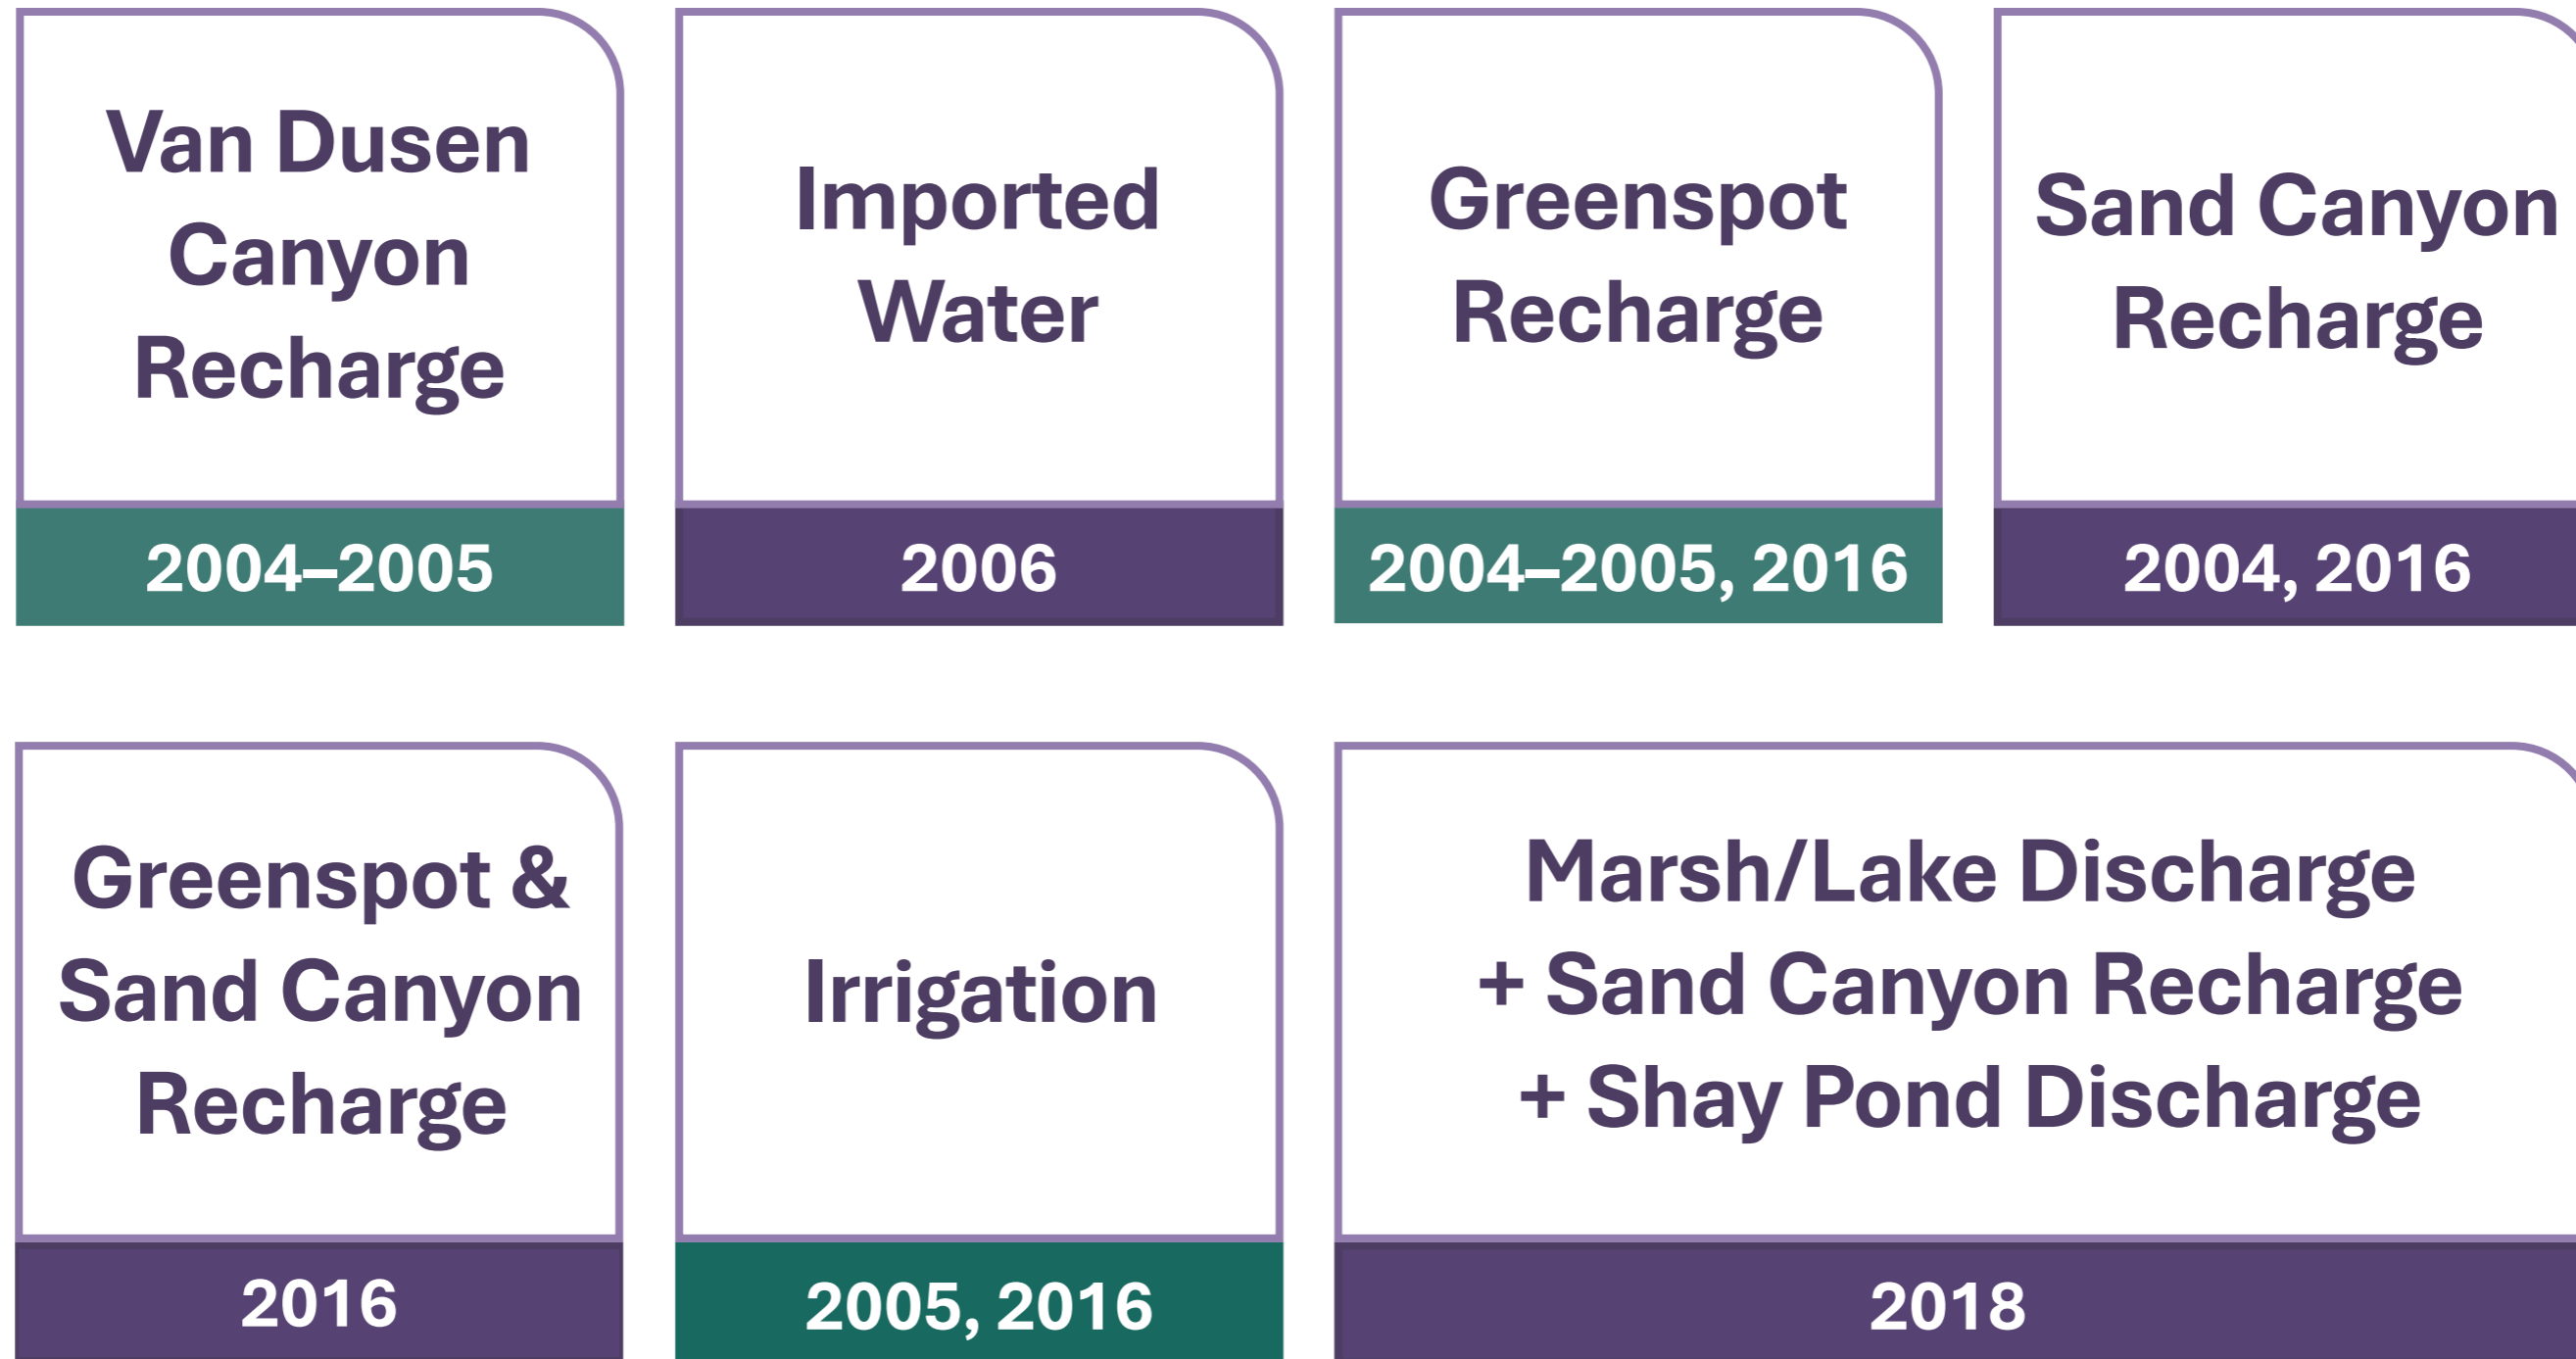 Van Dusen
Canyon
Recharge
2004–2005
Imported
Water
2006
Greenspot
Recharge
2004–2005, 2016
Sand Canyon
Recharge
2004, 2016
Greenspot &
Sand Canyon
Recharge
2016
Irrigation
2005, 2016
Marsh/Lake Discharge
+ Sand Canyon Recharge
+ Shay Pond Discharge
2018